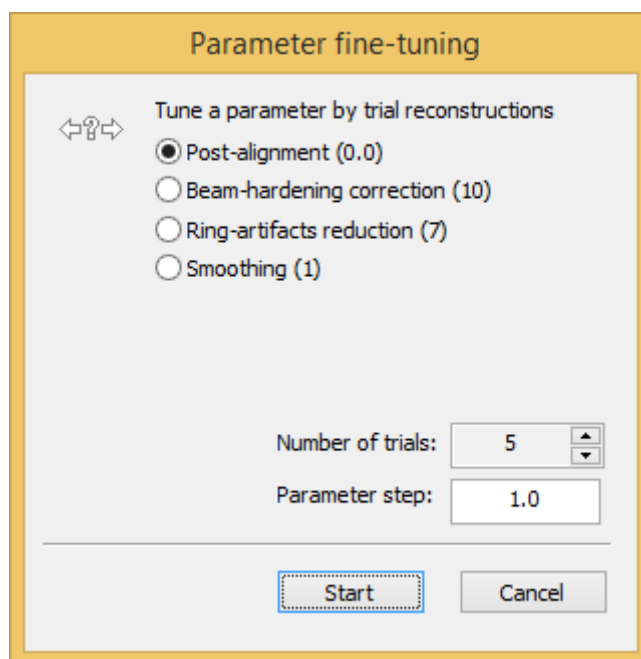 Parameter fine-tuning
Tune a parameter by trial reconstructions
Post-alignment (0.0)
Beam-hardening correction (10)
Ring-artifacts reduction (7)
Smoothing (1)
Number of trials: 5
Parameter step: 1.0
Start Cancel